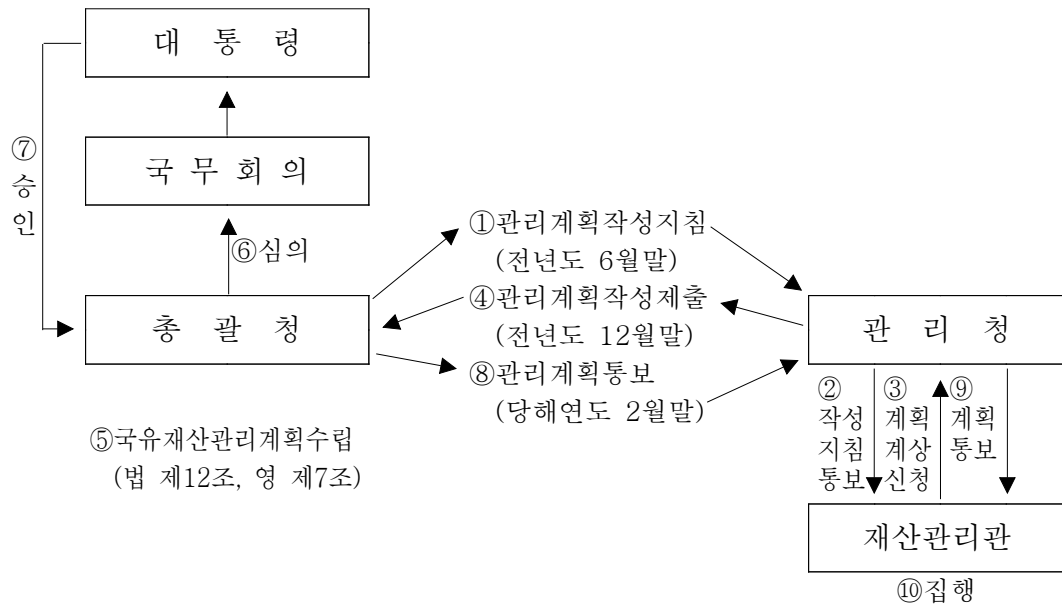 대 통 령
국 무 회 의
⑦
승
인
⑥심의
총 괄 청
①관리계획작성지침
(전년도 6월말)
④관리계획작성제출
(전년도 12월말)
⑧관리계획통보
(당해연도 2월말)
관 리 청
②
작성
지침
통보
③
계획
계상
신청
⑨
계획
통보
⑤국유재산관리계획수립
(법 제12조, 영 제7조)
재산관리관
⑩집행